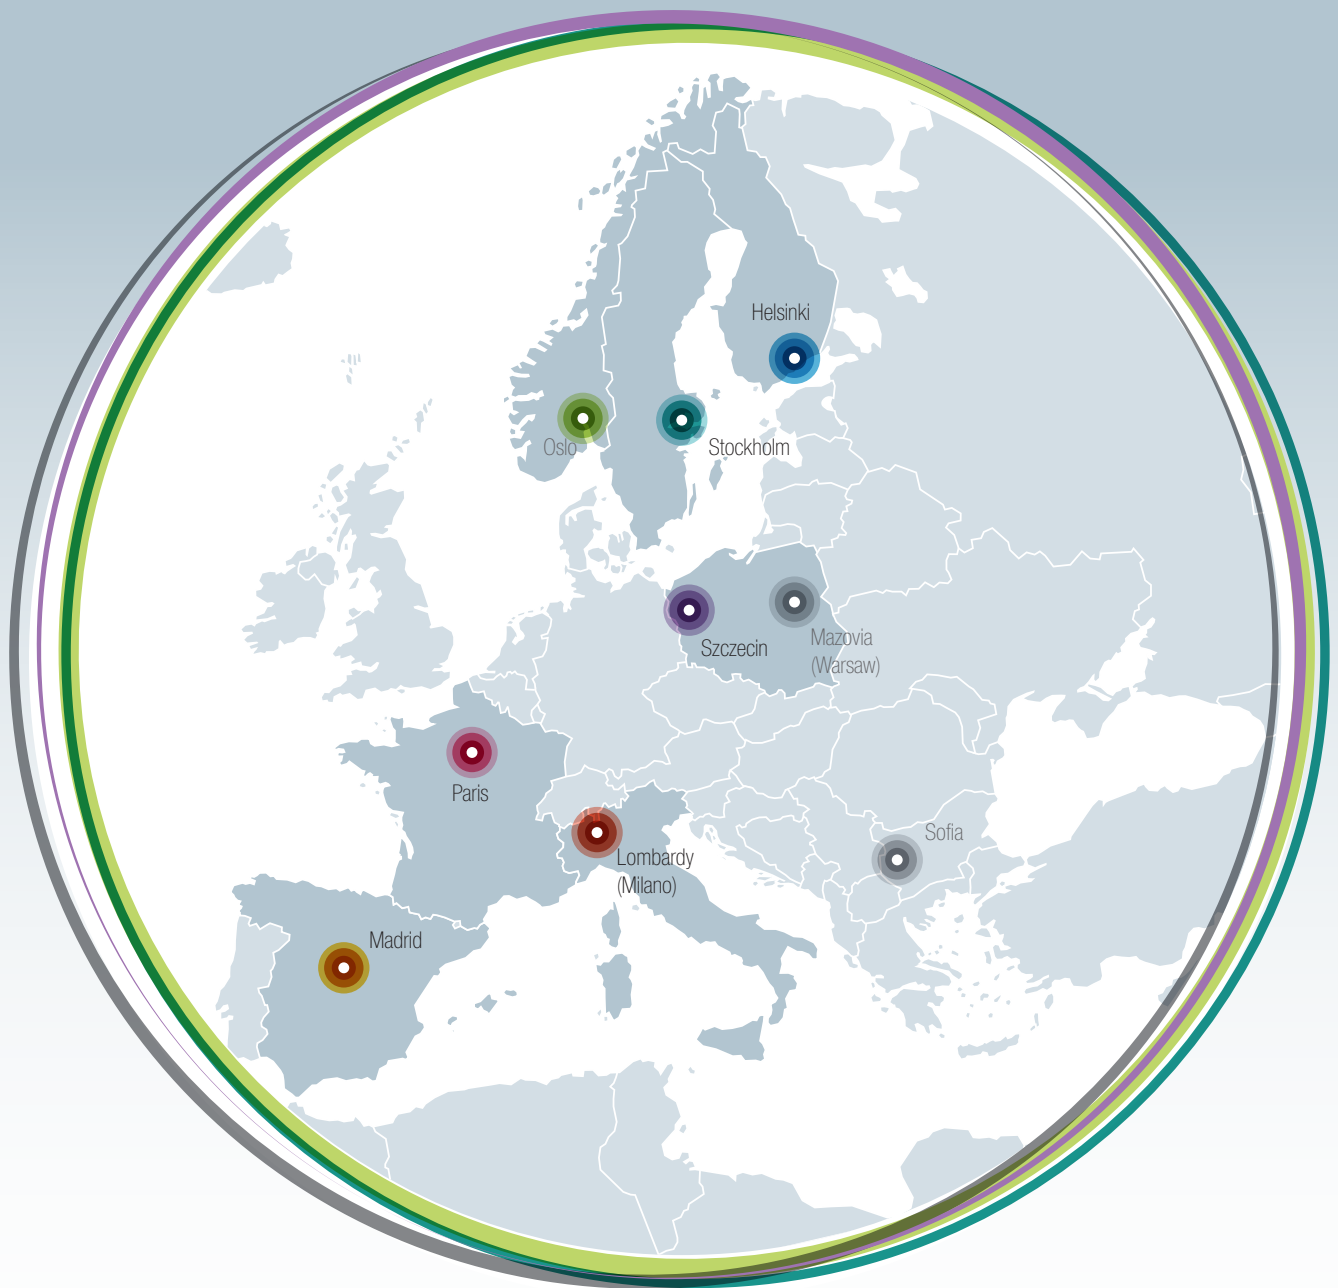 Helsinki
Oslo
Stockholm
Mazovia
(Warsaw)
Szczecin
Paris
Sofia
Lombardy
(Milano)
Madrid